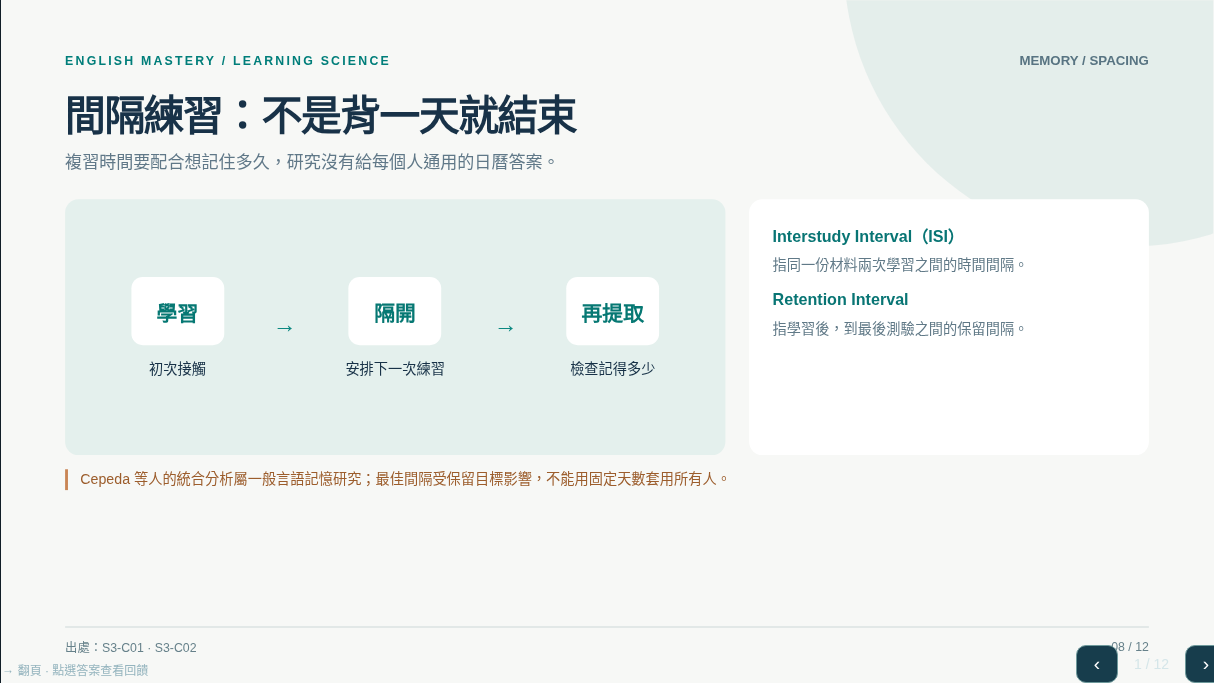 ENGLISH MASTERY / LEARNING SCIENCE
MEMORY / SPACING
間隔練習：不是背一天就結束
複習時間要配合想記住多久，研究沒有給每個人通用的日曆答案。
學習
→
隔開
→
再提取
初次接觸
安排下一次練習
檢查記得多少
Interstudy Interval（ISI）
指同一份材料兩次學習之間的時間間隔。
Retention Interval
指學習後，到最後測驗之間的保留間隔。
Cepeda 等人的統合分析屬一般言語記憶研究；最佳間隔受保留目標影響，不能用固定天數套用所有人。
出處：S3-C01 · S3-C02
08 / 12
→ 翻頁 · 點選答案查看回饋
‹
1 / 12
›